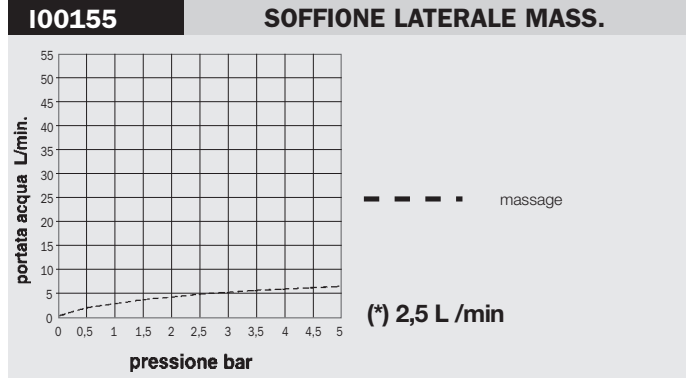 I00155
SOFFIONE LATERALE MASS.
portata acqua L/min.
55
50
45
40
35
30
25
20
15
10
5
0
0 0,5 1 1,5 2 2,5 3 3,5 4 4,5 5
pressione bar
massage
(*) 2,5 L /min